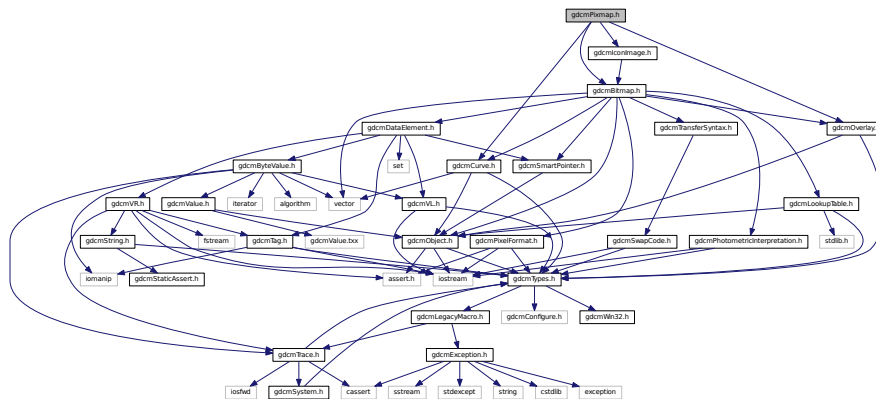 gdcmPixmap.h
gdcmIconImage.h
gdcmBitmap.h
gdcmDataElement.h
gdcmTransferSyntax.h
gdcmOverlay.
gdcmByteValue.h
set
gdcmCurve.h
gdcmSmartPointer.h
gdcmVR.h
gdcmValue.h
iterator
algorithm
vector
gdcmVL.h
gdcmLookupTable.h
gdcmString.h
fstream
gdcmTag.h
gdcmValue.txx
gdcmObject.h
gdcmPixelFormat.h
gdcmSwapCode.h
gdcmPhotometricInterpretation.h
stdlib.h
iomanip
gdcmStaticAssert.h
assert.h
iostream
gdcmTypes.h
gdcmLegacyMacro.h
gdcmConfigure.h
gdcmWin32.h
gdcmTrace.h
gdcmException.h
iosfwd
gdcmSystem.h
cassert
sstream
stdexcept
string
cstdlib
exception